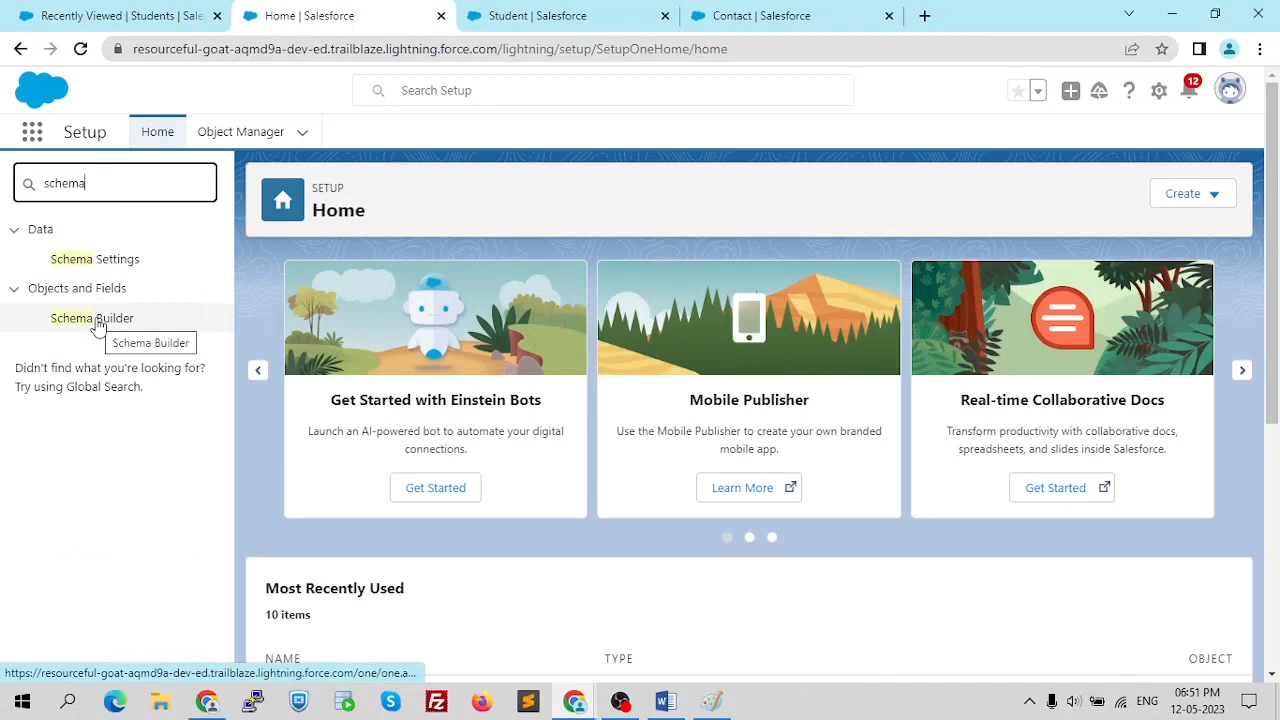 Recently Viewed | Students | Sale
Home | Salesforce
Student | Salesforce
Contact | Salesforce
resourceful-goat-aqmd9a-dev-ed.trailblaze.lightning.force.com/lightning/setup/SetupOneHome/home
Search Setup
12
Setup
Home
Object Manager
schema
Data
Schema Settings
Objects and Fields
Schema Builder
Schema Builder
Didn't find what you're looking for?
Try using Global Search.
SETUP
Home
Create
Get Started with Einstein Bots
Launch an AI-powered bot to automate your digital
connections.
Get Started
Mobile Publisher
Use the Mobile Publisher to create your own branded
mobile app.
Learn More
Real-time Collaborative Docs
Transform productivity with collaborative docs,
spreadsheets, and slides inside Salesforce.
Get Started
Most Recently Used
10 items
NAME
TYPE
OBJECT
https://resourceful-goat-aqmd9a-dev-ed.trailblaze.lightning.force.com/one/one.a...
ENG
06:51 PM
12-05-2023